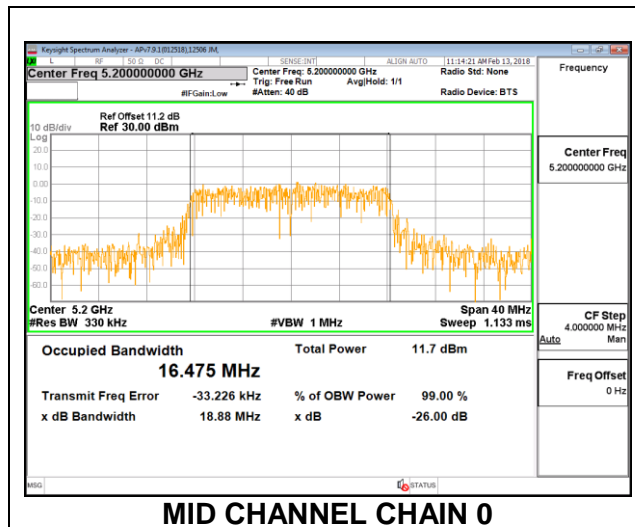 Keysight Spectrum Analyzer - APv7.9.1(012518),12506 JM,
L RF 50 Ω DC SENSE:INT ALIGN AUTO 11:14:21 AM Feb 13, 2018
Center Freq 5.200000000 GHz
Center Freq: 5.200000000 GHz
Radio Std: None
Trig: Free Run Avg|Hold: 1/1
#IFGain:Low #Atten: 40 dB Radio Device: BTS
Frequency
Ref Offset 11.2 dB
10 dB/div Ref 30.00 dBm
Log
20.0
10.0
0.00
-10.0
-20.0
-30.0
-40.0
-50.0
-60.0
Center Freq
5.200000000 GHz
Center 5.2 GHz Span 40 MHz
#Res BW 330 kHz #VBW 1 MHz Sweep 1.133 ms
CF Step
4.000000 MHz
Auto Man
Occupied Bandwidth Total Power 11.7 dBm
16.475 MHz
Transmit Freq Error -33.226 kHz % of OBW Power 99.00 %
x dB Bandwidth 18.88 MHz x dB -26.00 dB
Freq Offset
0 Hz
MSG STATUS
MID CHANNEL CHAIN 0